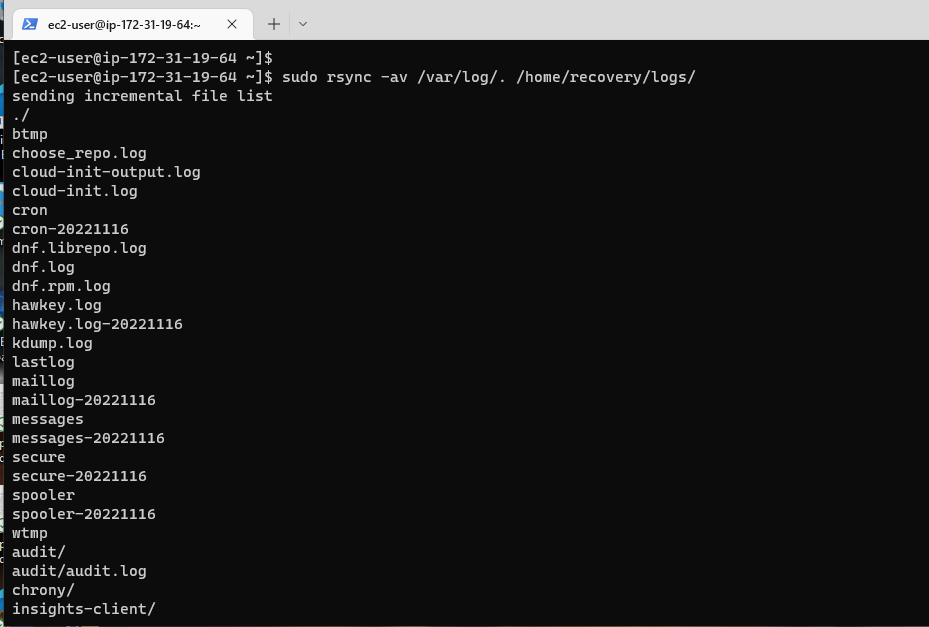 ec2-user@ip-172-31-19-64:~
[ec2-user@ip-172-31-19-64 ~]$
[ec2-user@ip-172-31-19-64 ~]$ sudo rsync -av /var/log/. /home/recovery/logs/
sending incremental file list
./
btmp
choose_repo.log
cloud-init-output.log
cloud-init.log
cron
cron-20221116
dnf.librepo.log
dnf.log
dnf.rpm.log
hawkey.log
hawkey.log-20221116
kdump.log
lastlog
maillog
maillog-20221116
messages
messages-20221116
secure
secure-20221116
spooler
spooler-20221116
wtmp
audit/
audit/audit.log
chrony/
insights-client/